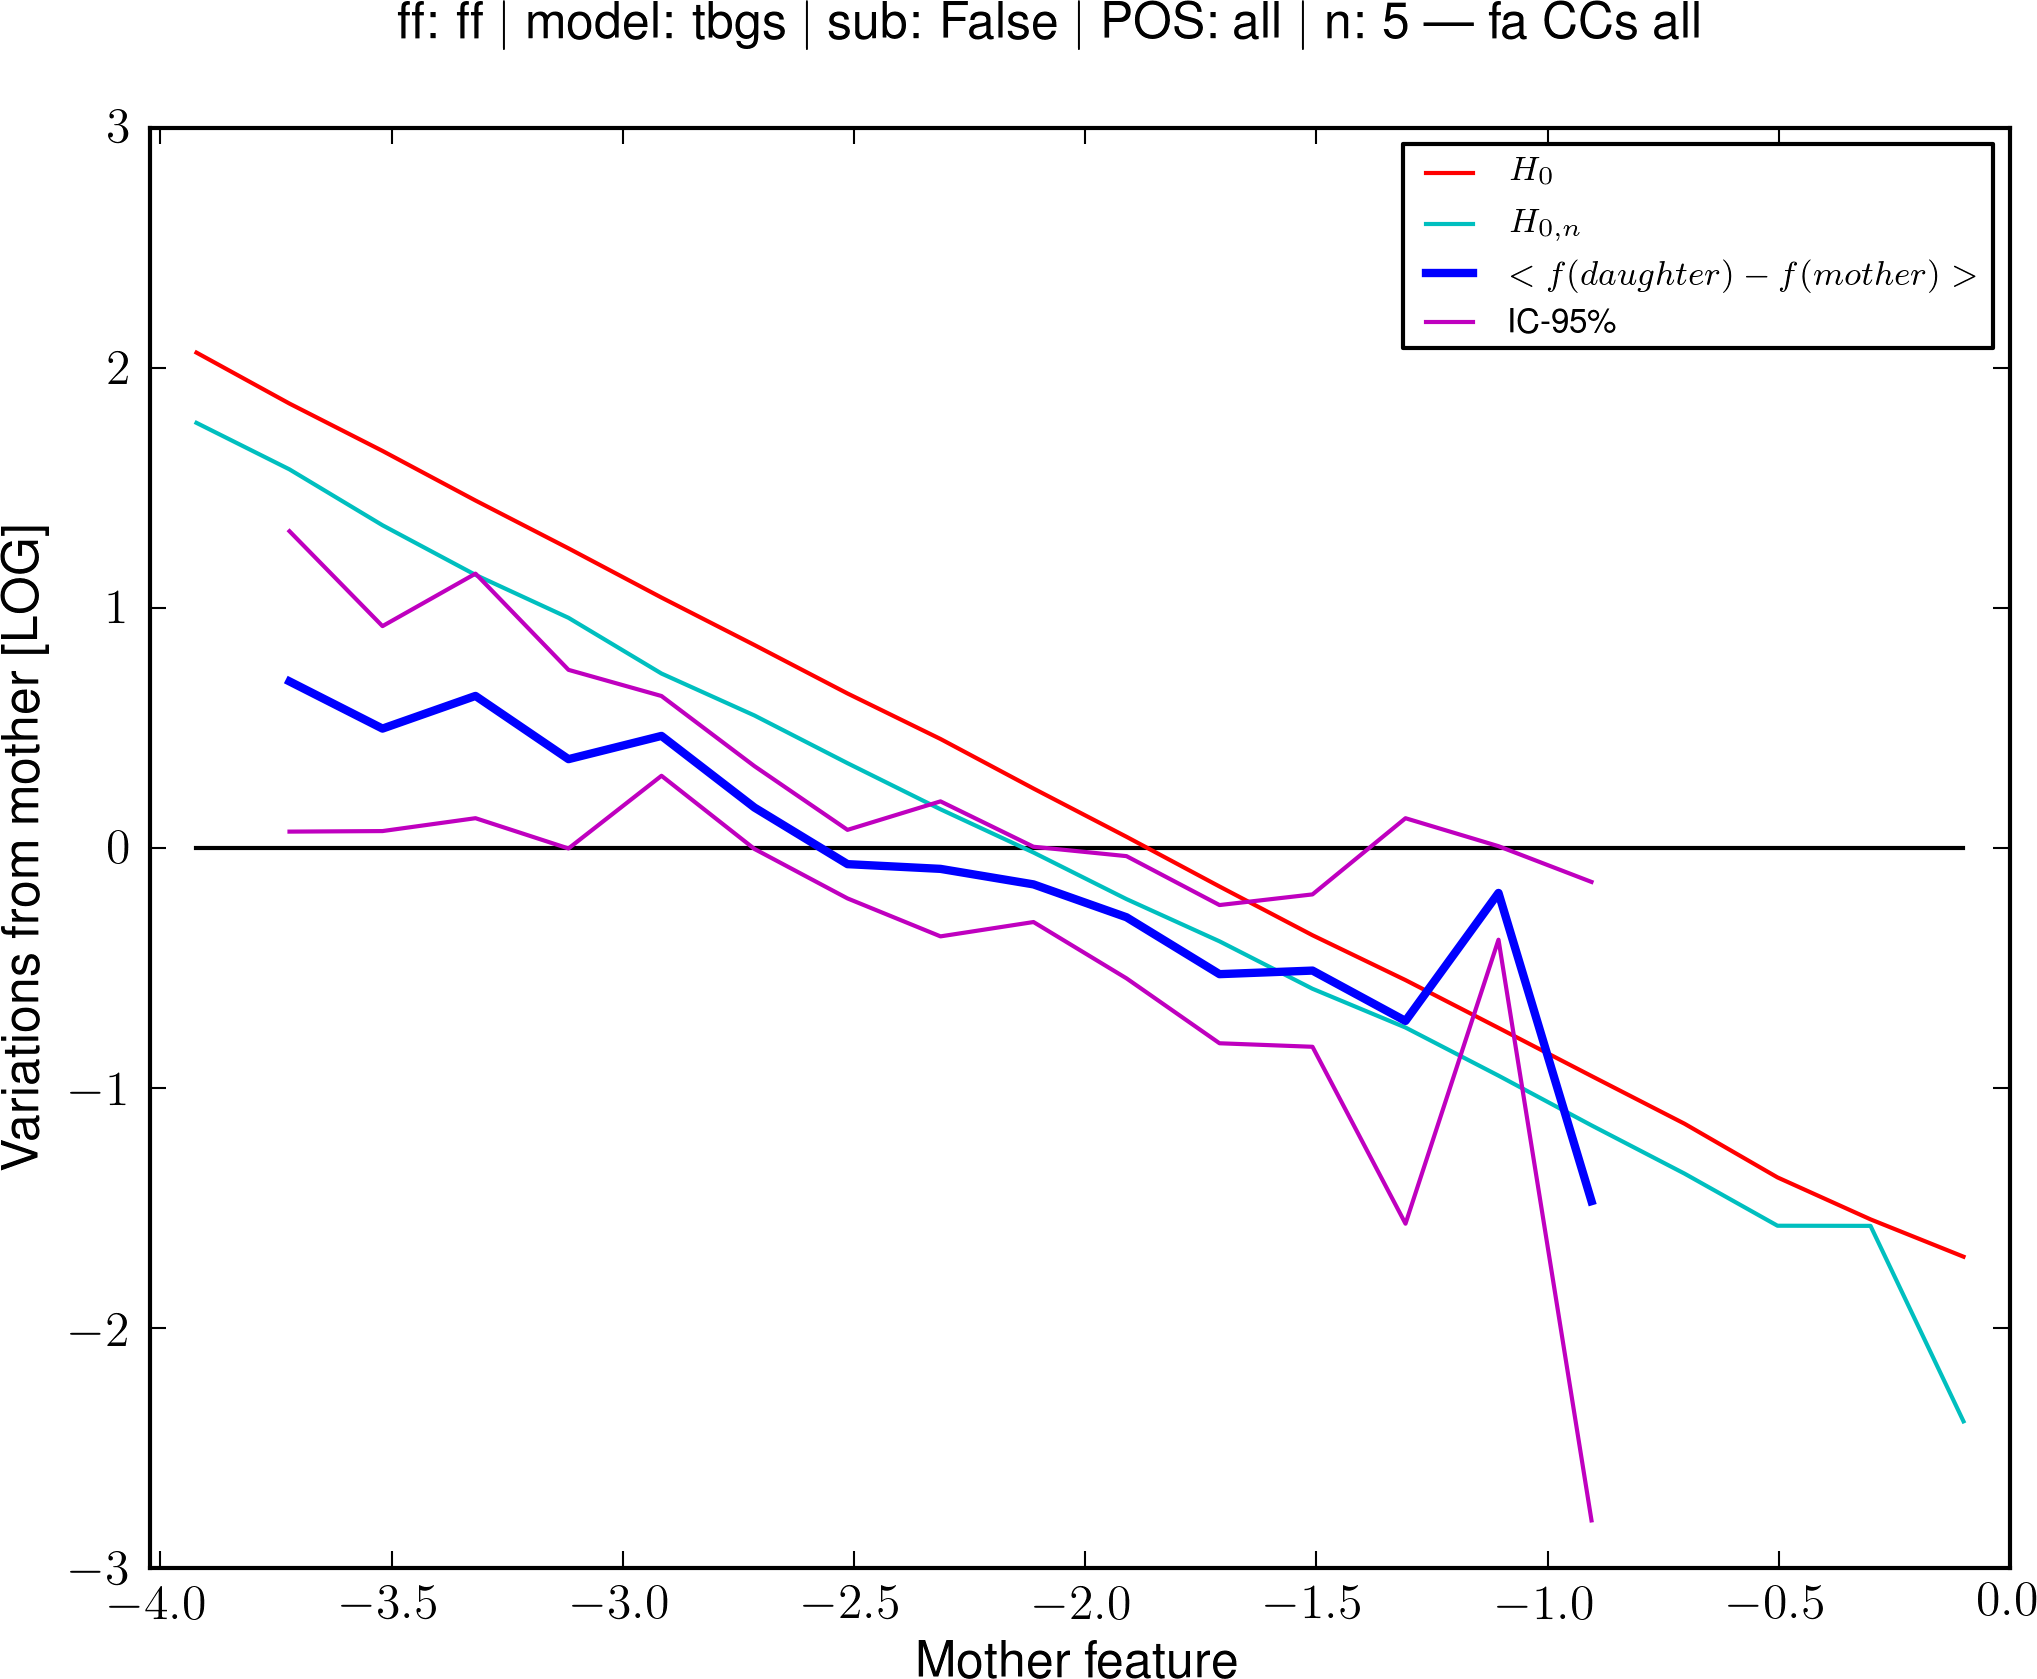 ff: ff | model: tbgs | sub: False | POS: all | n: 5 — fa CCs all
3
2
1
0
−1
−2
−3
Variations from mother [LOG]
H₀
H₀,ₙ
< f(daughter) − f(mother) >
IC-95%
−4.0 −3.5 −3.0 −2.5 −2.0 −1.5 −1.0 −0.5 0.0
Mother feature